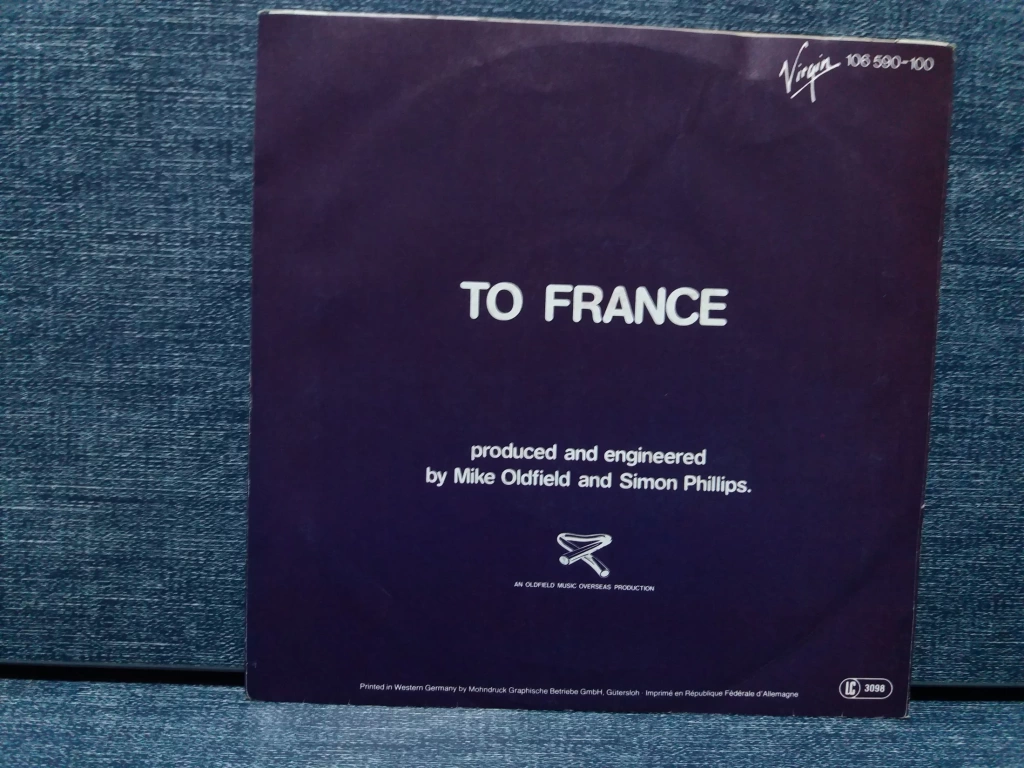 Virgin 106 590-100
TO FRANCE
produced and engineered
by Mike Oldfield and Simon Phillips.
AN OLDFIELD MUSIC OVERSEAS PRODUCTION
Printed in Western Germany by Mohndruck Graphische Betriebe GmbH, Gütersloh · Imprimé en République Fédérale d'Allemagne
LC 3098